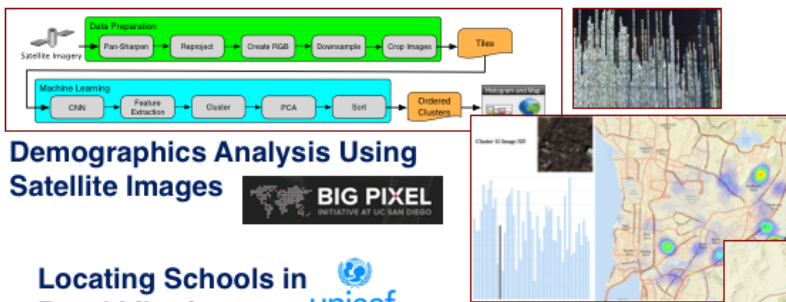 Data Preparation
Satellite Imagery
Pan-Sharpen
Reproject
Create RGB
Downsample
Crop Images
Tiles
Machine Learning
CNN
Feature
Extraction
Cluster
PCA
Sort
Ordered
Clusters
Histogram and Map
Demographics Analysis Using
Satellite Images
BIG PIXEL
INITIATIVE AT UC SAN DIEGO
Locating Schools in
unicef